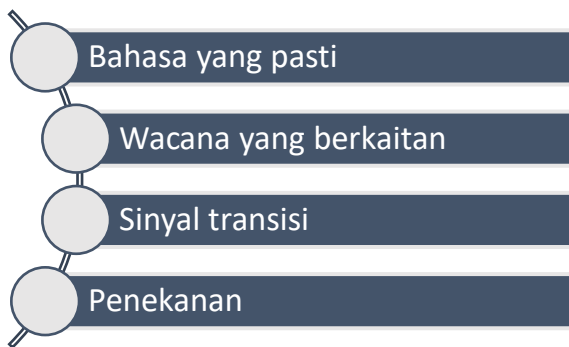 Bahasa yang pasti
Wacana yang berkaitan
Sinyal transisi
Penekanan